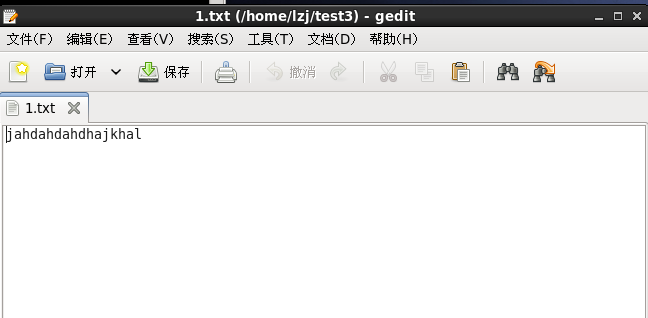 1.txt (/home/lzj/test3) - gedit
文件(F) 编辑(E) 查看(V) 搜索(S) 工具(T) 文档(D) 帮助(H)
打开 保存 撤消
1.txt
jahdahdahdhajkhal